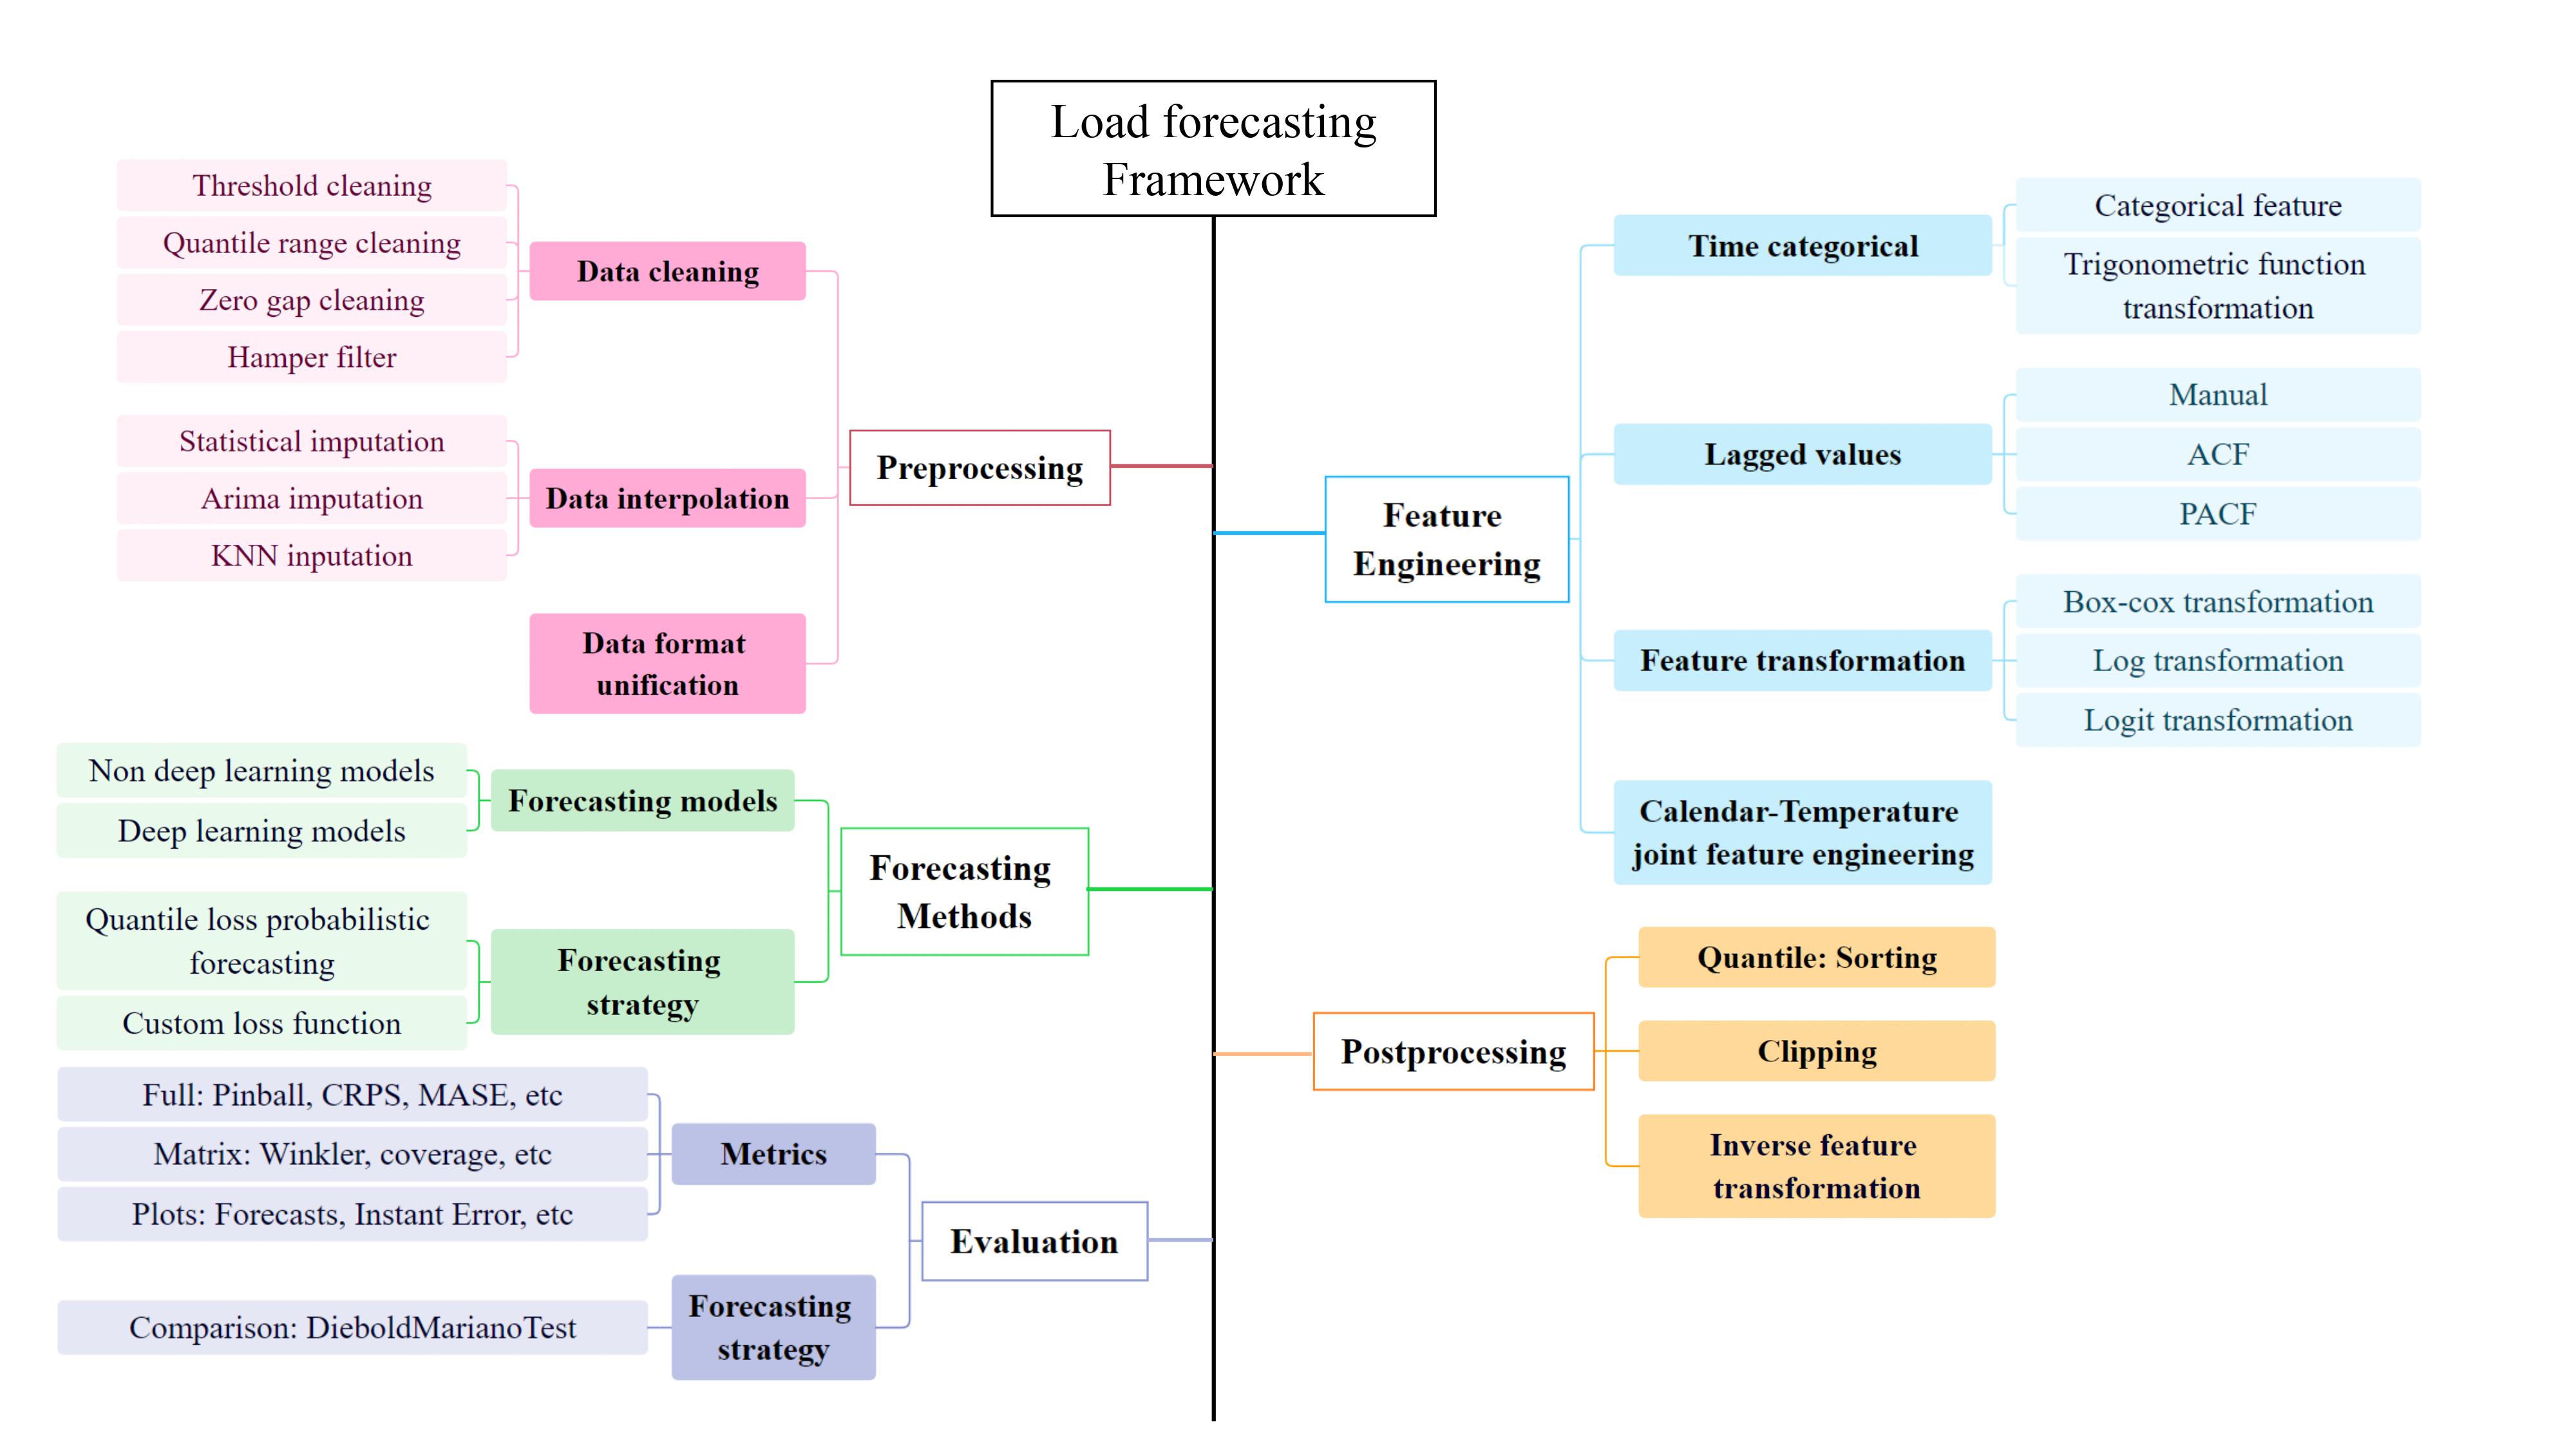 Load forecasting
Framework
Threshold cleaning
Quantile range cleaning
Zero gap cleaning
Hamper filter
Data cleaning
Statistical imputation
Arima imputation
KNN inputation
Data interpolation
Data format
unification
Preprocessing
Feature
Engineering
Time categorical
Categorical feature
Trigonometric function
transformation
Lagged values
Manual
ACF
PACF
Feature transformation
Box-cox transformation
Log transformation
Logit transformation
Calendar-Temperature
joint feature engineering
Non deep learning models
Deep learning models
Forecasting models
Quantile loss probabilistic
forecasting
Custom loss function
Forecasting
strategy
Forecasting
Methods
Postprocessing
Quantile: Sorting
Clipping
Inverse feature
transformation
Full: Pinball, CRPS, MASE, etc
Matrix: Winkler, coverage, etc
Plots: Forecasts, Instant Error, etc
Metrics
Comparison: DieboldMarianoTest
Forecasting
strategy
Evaluation